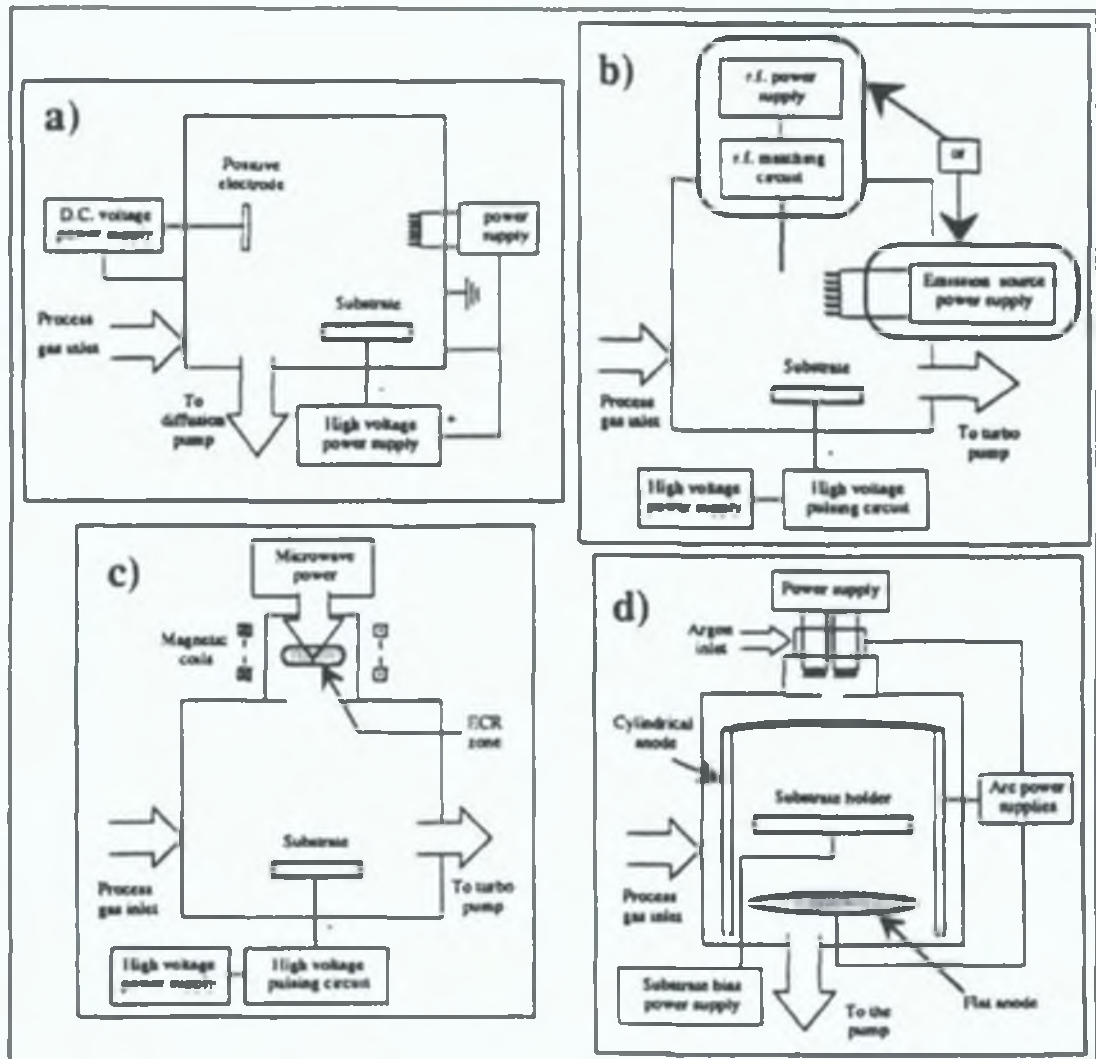 a)
Positive
electrode
D.C. voltage
power supply
power
supply
Substrate
Process
gas inlet
To
diffusion
pump
High voltage
power supply
+
-
b)
r.f. power
supply
r.f. matching
circuit
or
Emission source
power supply
Substrate
Process
gas inlet
To turbo
pump
High voltage
power supply
High voltage
pulsing circuit
-
c)
Microwave
power
Magnetic
coils
ECR
zone
Substrate
Process
gas inlet
To turbo
pump
High voltage
power supply
High voltage
pulsing circuit
-
d)
Power supply
Argon
inlet
Cylindrical
anode
Substrate holder
Arc power
supplies
Process
gas inlet
Substrate bias
power supply
To the
pump
Flat anode